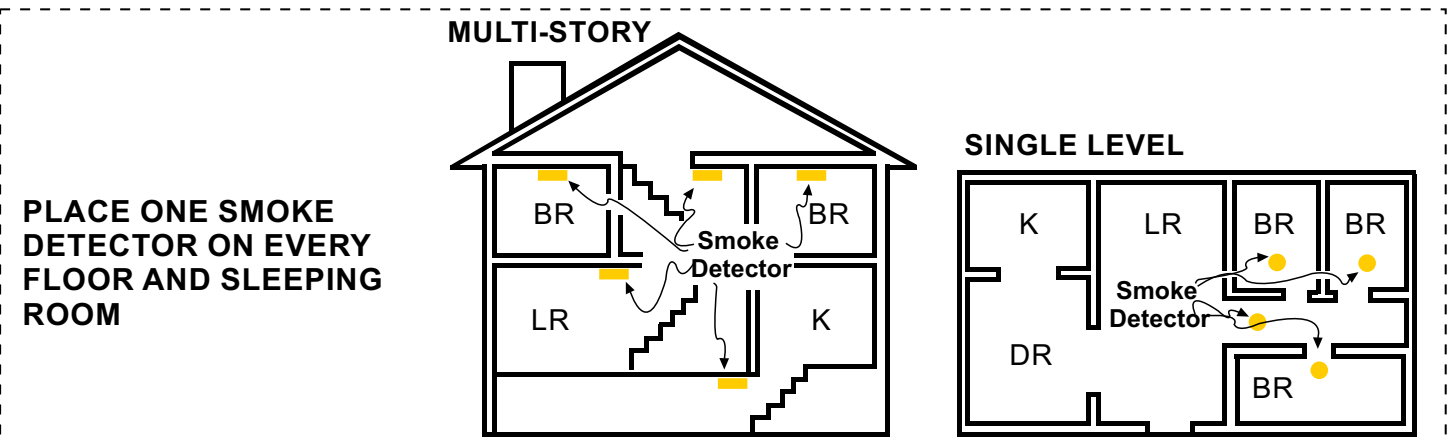 PLACE ONE SMOKE
DETECTOR ON EVERY
FLOOR AND SLEEPING
ROOM
MULTI-STORY
BR
BR
Smoke
Detector
LR
K
SINGLE LEVEL
K
LR
BR
BR
Smoke
Detector
DR
BR